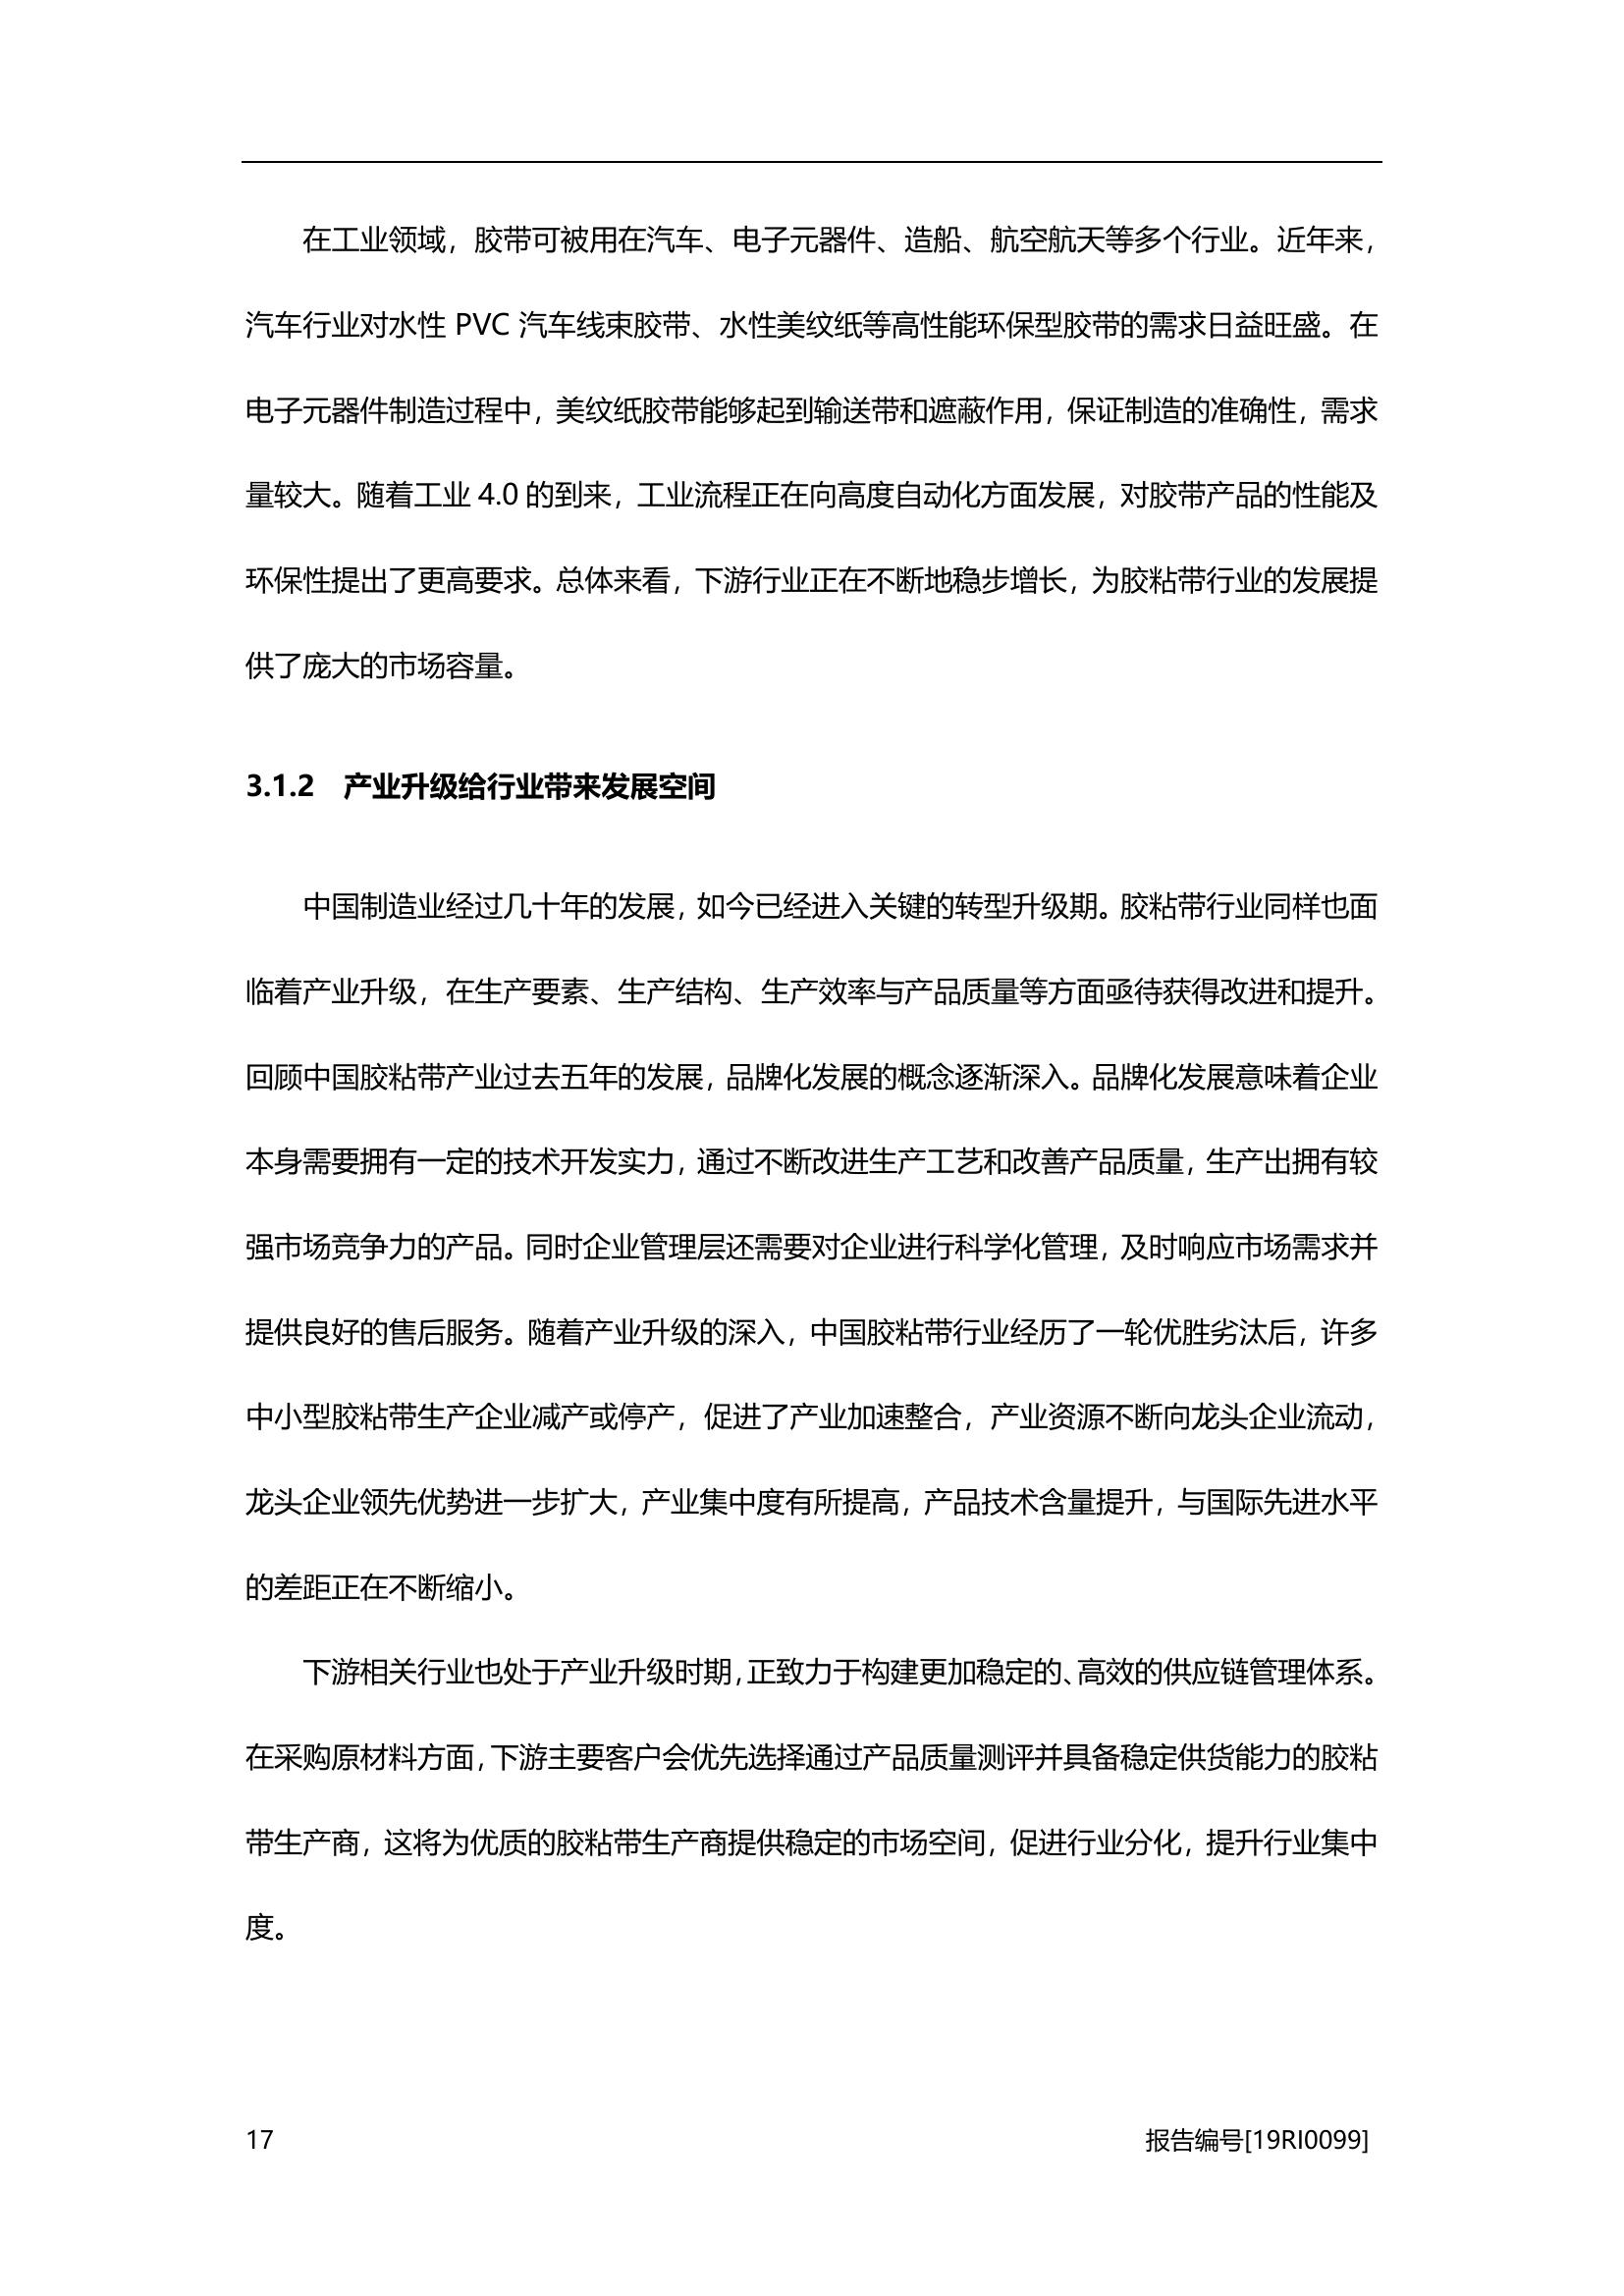 在工业领域，胶带可被用在汽车、电子元器件、造船、航空航天等多个行业。近年来，
汽车行业对水性 PVC 汽车线束胶带、水性美纹纸等高性能环保型胶带的需求日益旺盛。在
电子元器件制造过程中，美纹纸胶带能够起到输送带和遮蔽作用，保证制造的准确性，需求
量较大。随着工业 4.0 的到来，工业流程正在向高度自动化方面发展，对胶带产品的性能及
环保性提出了更高要求。总体来看，下游行业正在不断地稳步增长，为胶粘带行业的发展提
供了庞大的市场容量。
3.1.2 产业升级给行业带来发展空间
中国制造业经过几十年的发展，如今已经进入关键的转型升级期。胶粘带行业同样也面
临着产业升级，在生产要素、生产结构、生产效率与产品质量等方面亟待获得改进和提升。
回顾中国胶粘带产业过去五年的发展，品牌化发展的概念逐渐深入。品牌化发展意味着企业
本身需要拥有一定的技术开发实力，通过不断改进生产工艺和改善产品质量，生产出拥有较
强市场竞争力的产品。同时企业管理层还需要对企业进行科学化管理，及时响应市场需求并
提供良好的售后服务。随着产业升级的深入，中国胶粘带行业经历了一轮优胜劣汰后，许多
中小型胶粘带生产企业减产或停产，促进了产业加速整合，产业资源不断向龙头企业流动，
龙头企业领先优势进一步扩大，产业集中度有所提高，产品技术含量提升，与国际先进水平
的差距正在不断缩小。
下游相关行业也处于产业升级时期，正致力于构建更加稳定的、高效的供应链管理体系。
在采购原材料方面，下游主要客户会优先选择通过产品质量测评并具备稳定供货能力的胶粘
带生产商，这将为优质的胶粘带生产商提供稳定的市场空间，促进行业分化，提升行业集中
度。
17 报告编号[19RI0099]